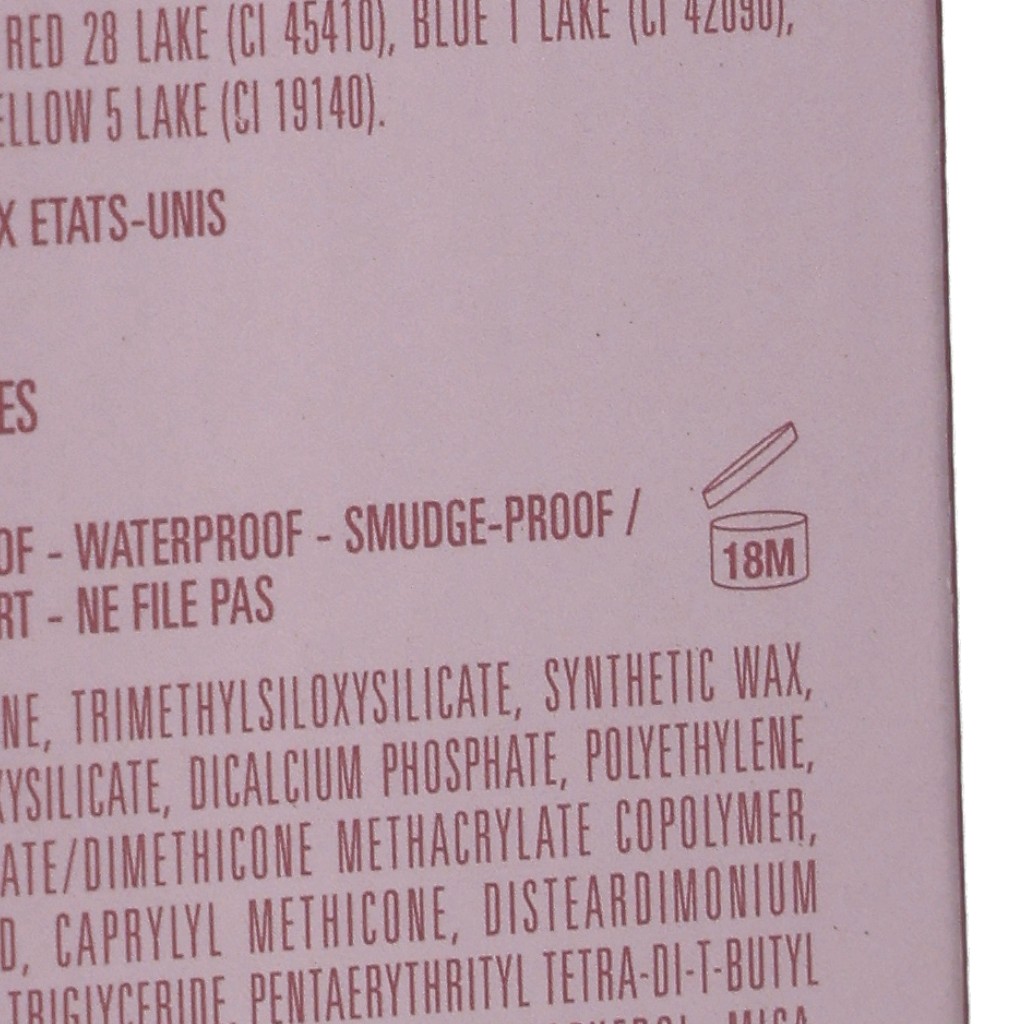 RED 28 LAKE (CI 45410), BLUE 1 LAKE (CI 42090),
ELLOW 5 LAKE (CI 19140).
X ETATS-UNIS
ES
OF - WATERPROOF - SMUDGE-PROOF /
RT - NE FILE PAS
18M
NE, TRIMETHYLSILOXYSILICATE, SYNTHETIC WAX,
XYSILICATE, DICALCIUM PHOSPHATE, POLYETHYLENE,
ATE/DIMETHICONE METHACRYLATE COPOLYMER,
D, CAPRYLYL METHICONE, DISTEARDIMONIUM
TRIGLYCERIDE, PENTAERYTHRITYL TETRA-DI-T-BUTYL
MICA,